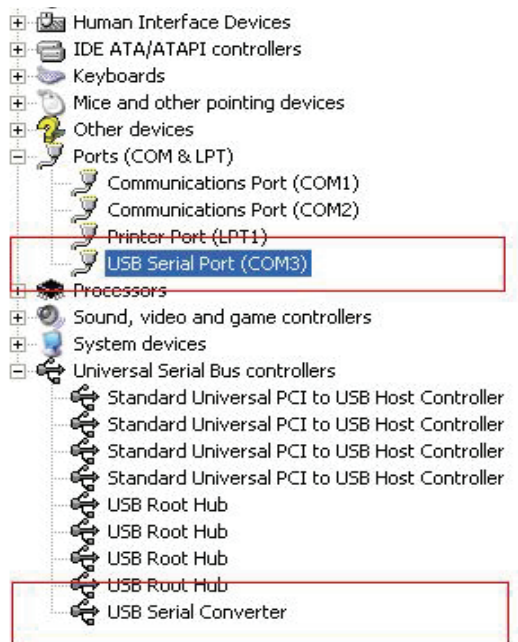 Human Interface Devices
IDE ATA/ATAPI controllers
Keyboards
Mice and other pointing devices
Other devices
Ports (COM & LPT)
Communications Port (COM1)
Communications Port (COM2)
Printer Port (LPT1)
USB Serial Port (COM3)
Processors
Sound, video and game controllers
System devices
Universal Serial Bus controllers
Standard Universal PCI to USB Host Controller
Standard Universal PCI to USB Host Controller
Standard Universal PCI to USB Host Controller
Standard Universal PCI to USB Host Controller
USB Root Hub
USB Root Hub
USB Root Hub
USB Root Hub
USB Serial Converter